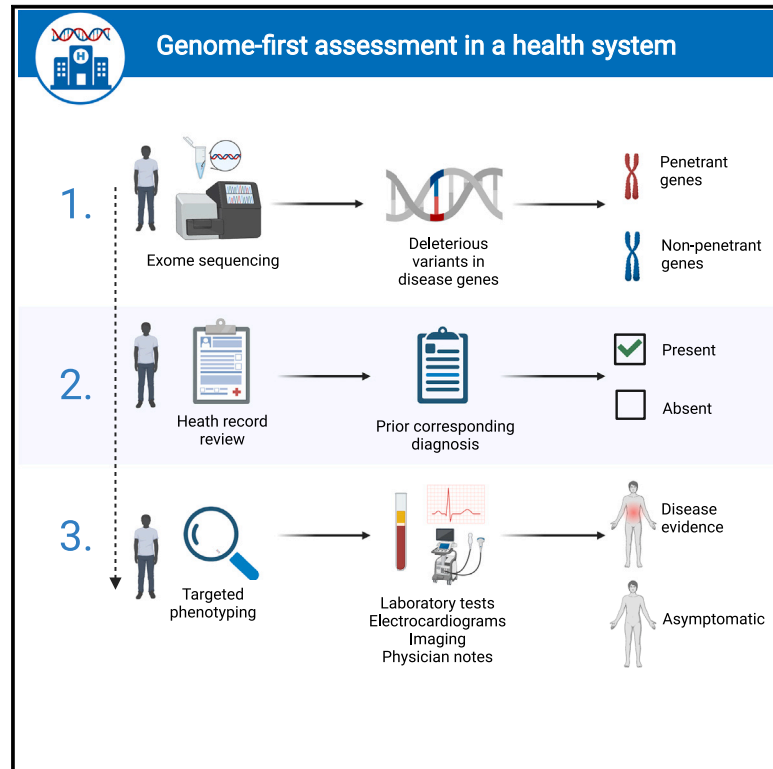 H
Genome-first assessment in a health system
1.
Exome sequencing
Deleterious
variants in
disease genes
Penetrant
genes
Non-penetrant
genes
2.
Heath record
review
Prior corresponding
diagnosis
Present
Absent
3.
Targeted
phenotyping
Laboratory tests
Electrocardiograms
Imaging
Physician notes
Disease
evidence
Asymptomatic